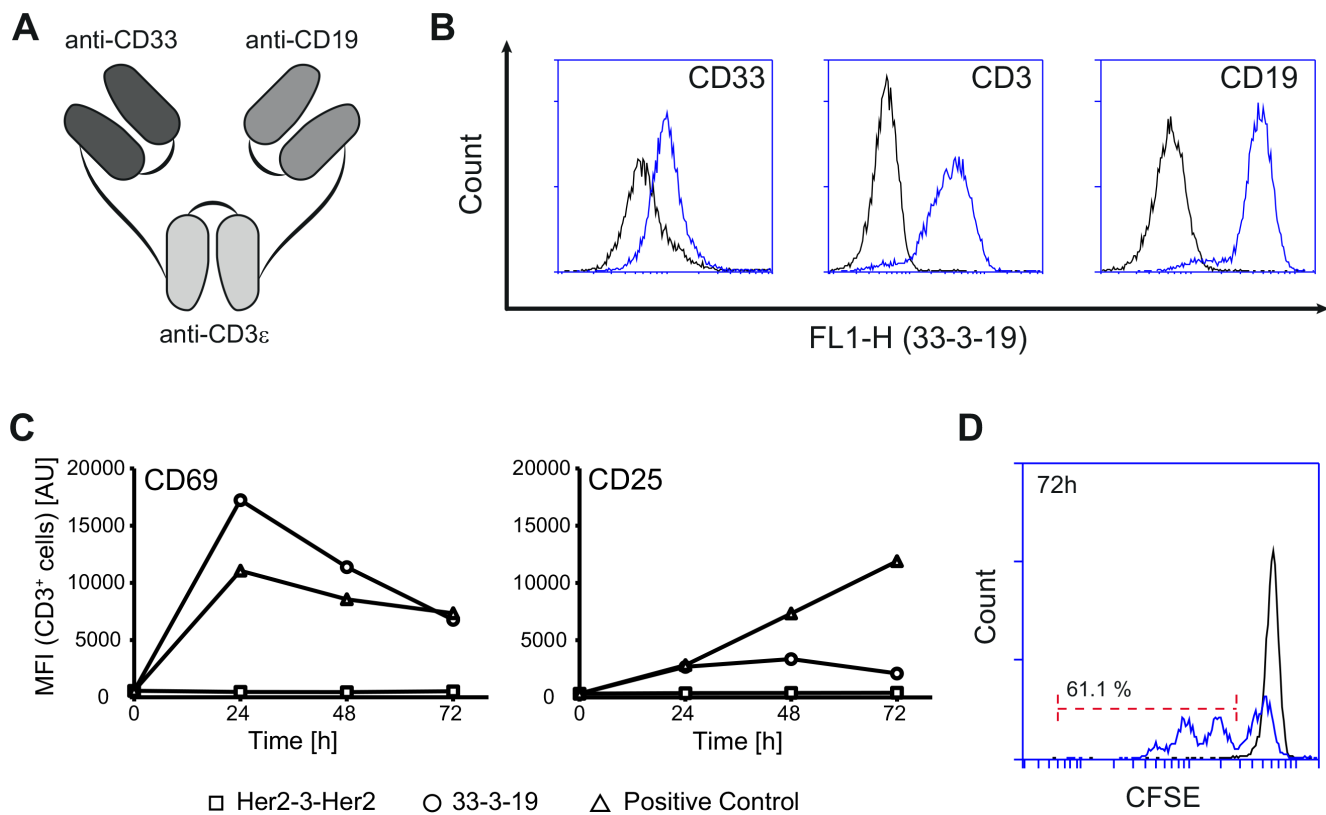 A
anti-CD33
anti-CD19
anti-CD3ε
B
Count
CD33
CD3
CD19
FL1-H (33-3-19)
C
MFI (CD3⁺ cells) [AU]
CD69
20000
15000
10000
5000
0
0 24 48 72
Time [h]
CD25
20000
15000
10000
5000
0
0 24 48 72
Time [h]
Her2-3-Her2 33-3-19 Positive Control
D
Count
72h
61.1 %
CFSE